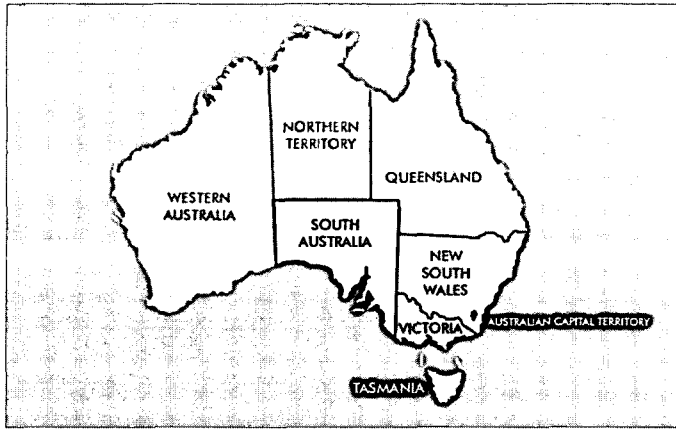 NORTHERN
TERRITORY
QUEENSLAND
WESTERN
AUSTRALIA
SOUTH
AUSTRALIA
NEW
SOUTH
WALES
VICTORIA
AUSTRALIAN CAPITAL TERRITORY
TASMANIA